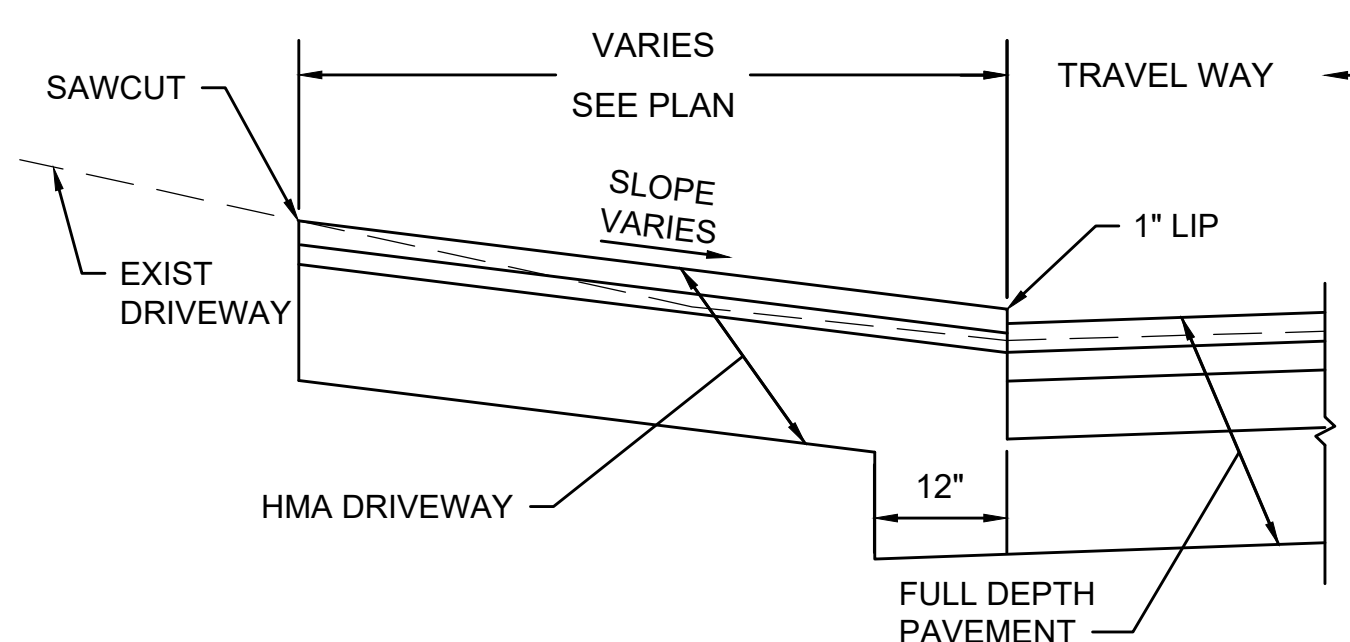 VARIES
SEE PLAN
TRAVEL WAY
SAWCUT
SLOPE
VARIES
1" LIP
EXIST
DRIVEWAY
12"
HMA DRIVEWAY
FULL DEPTH
PAVEMENT